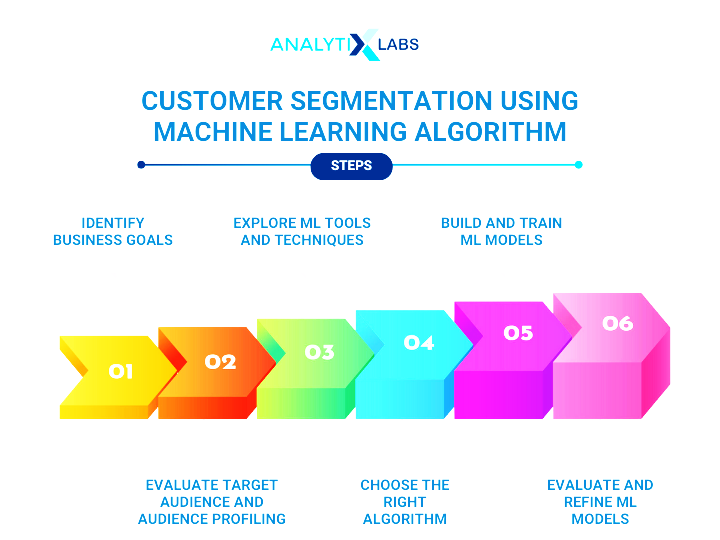 ANALYTIX LABS
CUSTOMER SEGMENTATION USING
MACHINE LEARNING ALGORITHM
STEPS
IDENTIFY
BUSINESS GOALS
EXPLORE ML TOOLS
AND TECHNIQUES
BUILD AND TRAIN
ML MODELS
01
02
03
04
05
06
EVALUATE TARGET
AUDIENCE AND
AUDIENCE PROFILING
CHOOSE THE
RIGHT
ALGORITHM
EVALUATE AND
REFINE ML
MODELS